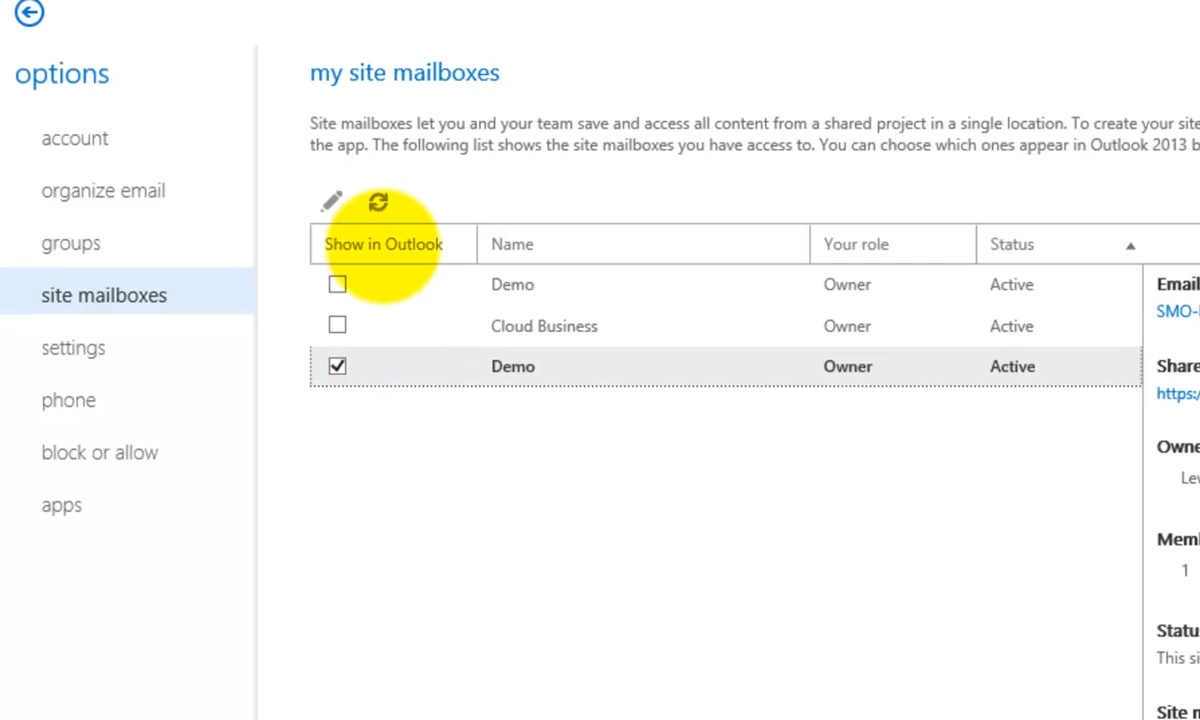 options
account
organize email
groups
site mailboxes
settings
phone
block or allow
apps
my site mailboxes
Site mailboxes let you and your team save and access all content from a shared project in a single location. To create your site
the app. The following list shows the site mailboxes you have access to. You can choose which ones appear in Outlook 2013 b
Show in Outlook Name Your role Status
Demo Owner Active
Cloud Business Owner Active
Demo Owner Active
Email
SMO-
Share
https:/
Owne
Lev
Memb
1
Statu
This si
Site m